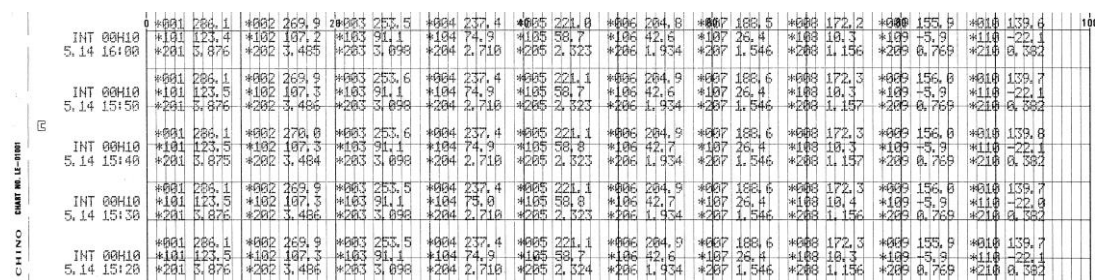 0 20 40 60 80 100
*001 286.1 *002 269.9 *003 253.5 *004 237.4 *005 221.0 *006 204.8 *007 188.5 *008 172.2 *009 155.9 *010 139.6
INT 00H10 *101 123.4 *102 107.2 *103 91.1 *104 74.9 *105 58.7 *106 42.6 *107 26.4 *108 10.3 *109 -5.9 *110 -22.1
5.14 16:00 *201 3.876 *202 3.485 *203 3.098 *204 2.710 *205 2.323 *206 1.934 *207 1.546 *208 1.156 *209 0.769 *210 0.382
*001 286.1 *002 269.9 *003 253.6 *004 237.4 *005 221.1 *006 204.9 *007 188.6 *008 172.3 *009 156.0 *010 139.7
INT 00H10 *101 123.5 *102 107.3 *103 91.1 *104 74.9 *105 58.7 *106 42.6 *107 26.4 *108 10.3 *109 -5.9 *110 -22.1
5.14 15:50 *201 3.876 *202 3.486 *203 3.098 *204 2.710 *205 2.323 *206 1.934 *207 1.546 *208 1.157 *209 0.769 *210 0.382
*001 286.1 *002 270.0 *003 253.6 *004 237.4 *005 221.1 *006 204.9 *007 188.6 *008 172.3 *009 156.0 *010 139.8
INT 00H10 *101 123.5 *102 107.3 *103 91.1 *104 74.9 *105 58.8 *106 42.7 *107 26.4 *108 10.3 *109 -5.9 *110 -22.1
5.14 15:40 *201 3.875 *202 3.484 *203 3.098 *204 2.710 *205 2.323 *206 1.934 *207 1.546 *208 1.157 *209 0.769 *210 0.382
*001 286.1 *002 269.9 *003 253.5 *004 237.4 *005 221.1 *006 204.9 *007 188.6 *008 172.3 *009 156.0 *010 139.7
INT 00H10 *101 123.5 *102 107.3 *103 91.1 *104 75.0 *105 58.8 *106 42.7 *107 26.4 *108 10.4 *109 -5.9 *110 -22.0
5.14 15:30 *201 3.876 *202 3.486 *203 3.098 *204 2.710 *205 2.323 *206 1.934 *207 1.546 *208 1.156 *209 0.769 *210 0.382
*001 286.1 *002 269.9 *003 253.5 *004 237.4 *005 221.1 *006 204.9 *007 188.6 *008 172.3 *009 155.9 *010 139.7
INT 00H10 *101 123.5 *102 107.3 *103 91.1 *104 74.9 *105 58.7 *106 42.6 *107 26.4 *108 10.3 *109 -5.9 *110 -22.1
5.14 15:20 *201 3.876 *202 3.486 *203 3.098 *204 2.710 *205 2.324 *206 1.934 *207 1.546 *208 1.156 *209 0.769 *210 0.382
CHINO CHART NO. LE-01001